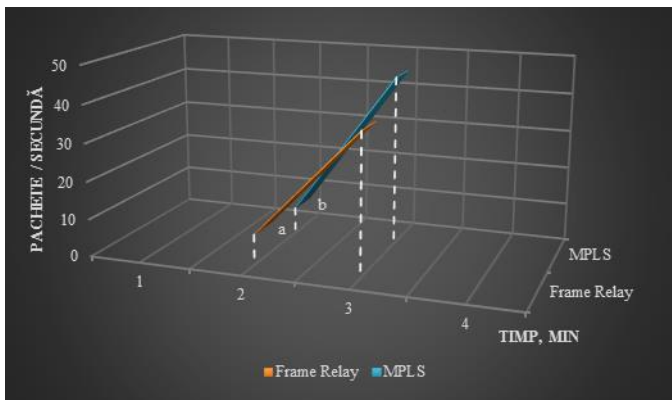 PACHETE / SECUNDĂ
50
40
30
20
10
0
a
b
1
2
3
4
MPLS
Frame Relay
TIMP, MIN
Frame Relay
MPLS